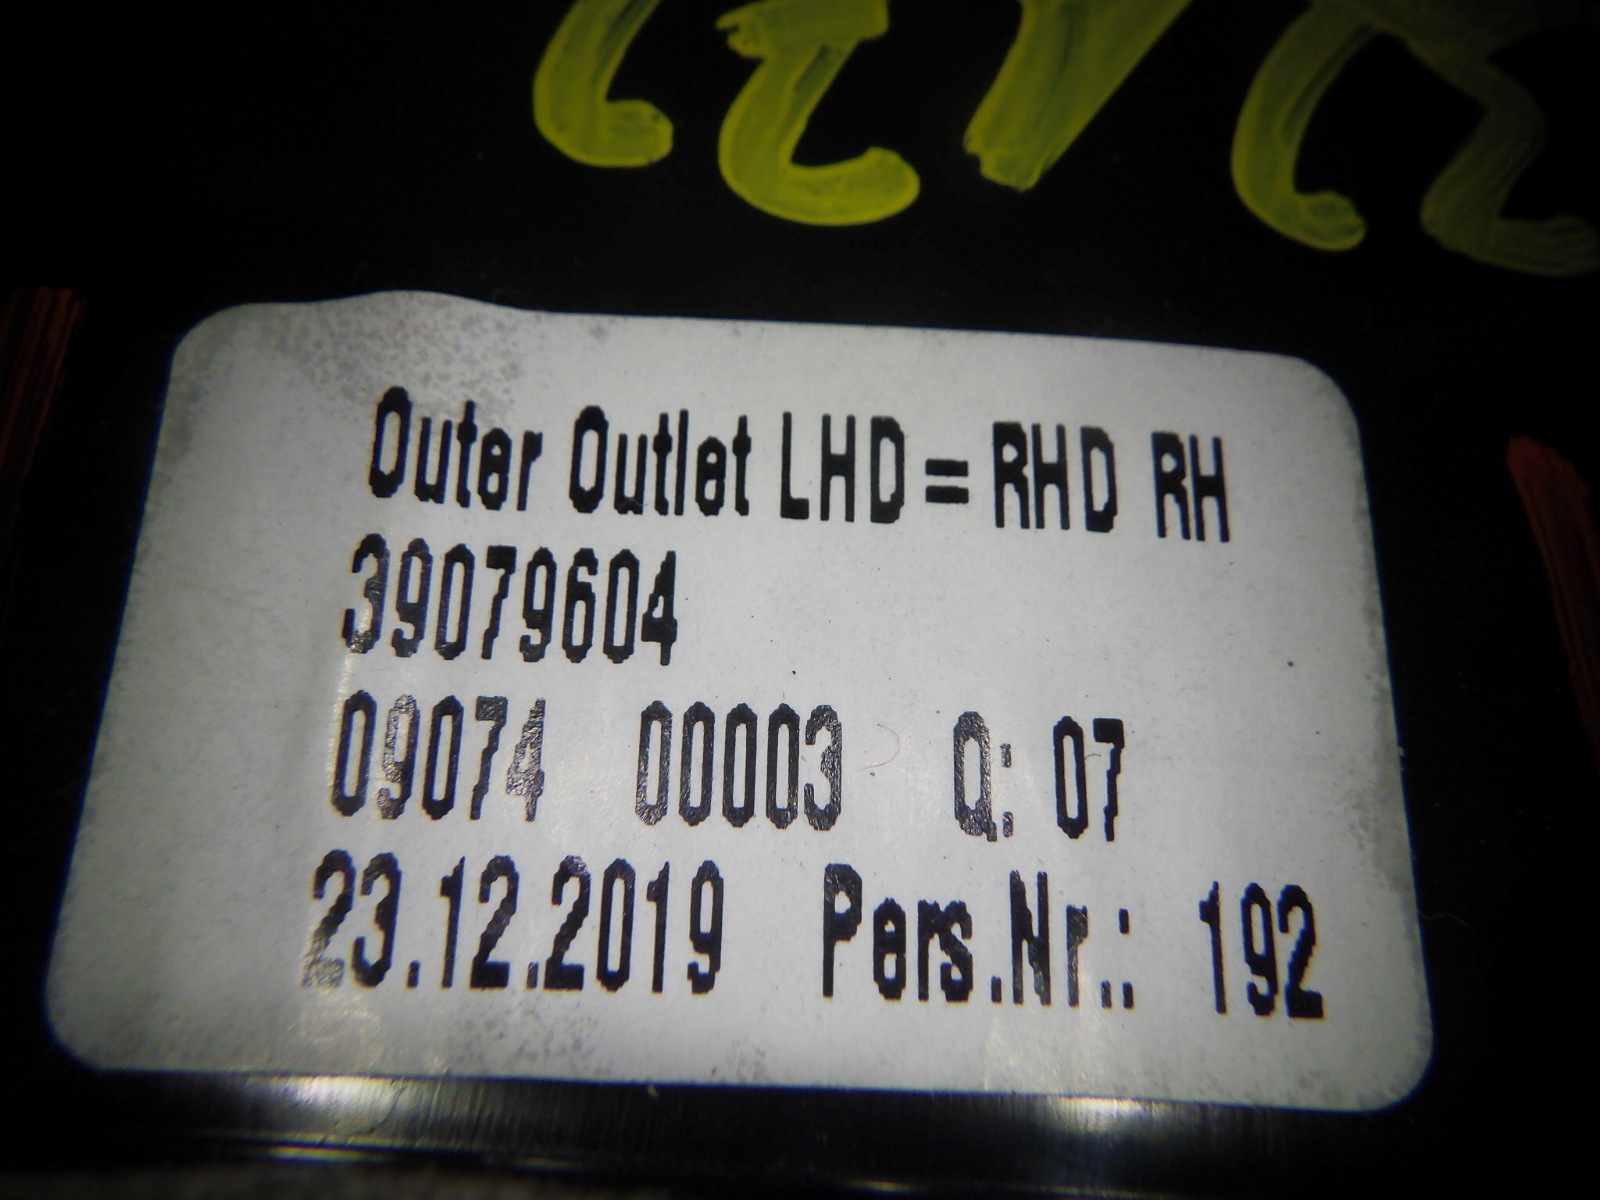 Outer Outlet LHD = RHD RH
39079604
09074 00003 Q: 07
23.12.2019 Pers.Nr.: 192